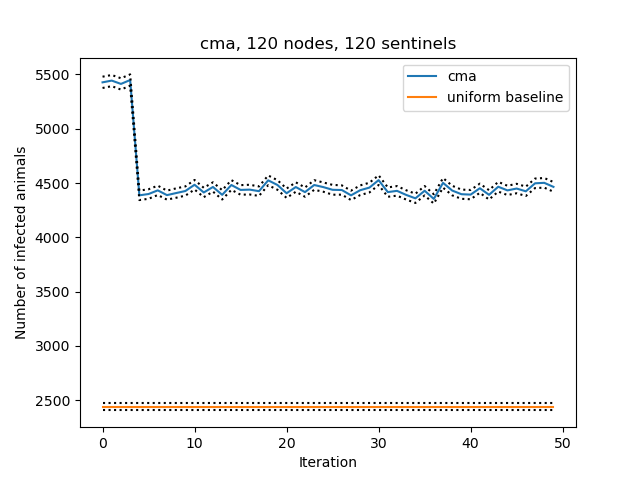 cma, 120 nodes, 120 sentinels
cma
uniform baseline
Number of infected animals
5500
5000
4500
4000
3500
3000
2500
0 10 20 30 40 50
Iteration